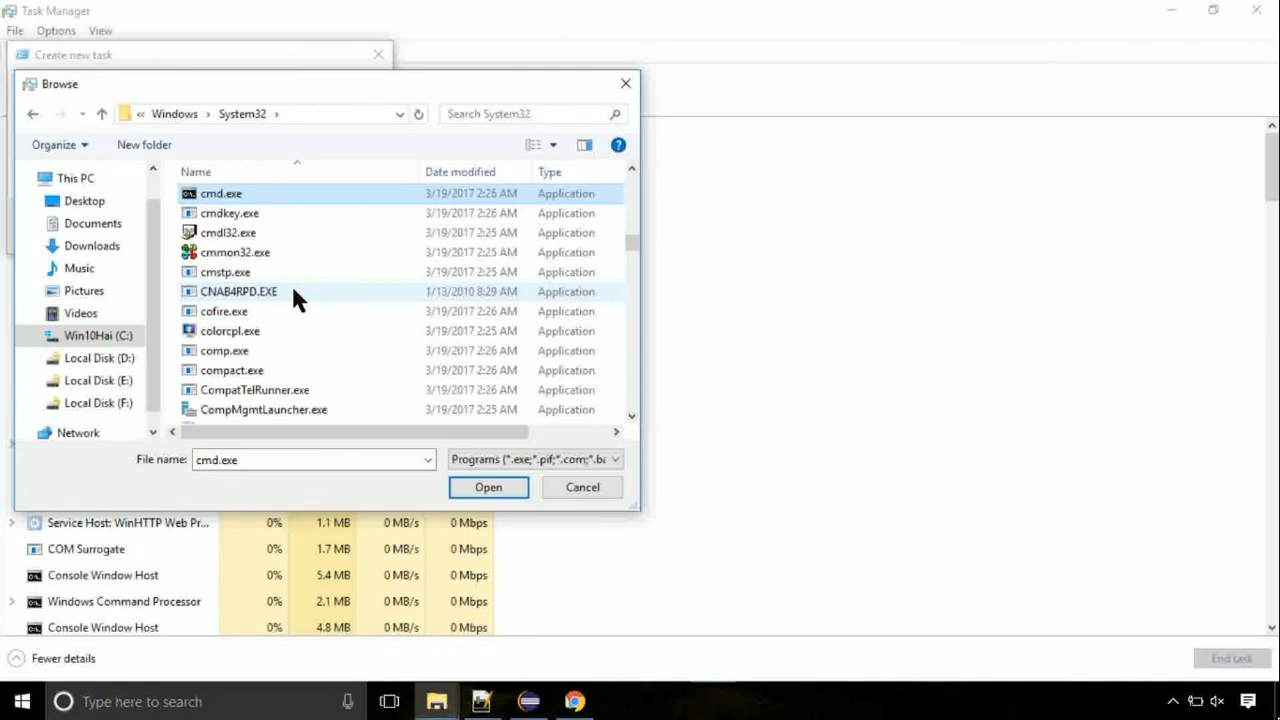 Task Manager
File Options View
Create new task
Browse
« Windows › System32 ›
Search System32
Organize New folder
Name Date modified Type
This PC
Desktop
Documents
Downloads
Music
Pictures
Videos
Win10Hai (C:)
Local Disk (D:)
Local Disk (E:)
Local Disk (F:)
Network
cmd.exe 3/19/2017 2:26 AM Application
cmdkey.exe 3/19/2017 2:26 AM Application
cmdl32.exe 3/19/2017 2:25 AM Application
cmmon32.exe 3/19/2017 2:25 AM Application
cmstp.exe 3/19/2017 2:25 AM Application
CNAB4RPD.EXE 1/13/2010 8:29 AM Application
cofire.exe 3/19/2017 2:26 AM Application
colorcpl.exe 3/19/2017 2:25 AM Application
comp.exe 3/19/2017 2:26 AM Application
compact.exe 3/19/2017 2:26 AM Application
CompatTelRunner.exe 3/19/2017 2:26 AM Application
CompMgmtLauncher.exe 3/19/2017 2:25 AM Application
File name: cmd.exe Programs (*.exe;*.pif;*.com;*.ba
Open Cancel
Service Host: WinHTTP Web Pr... 0% 1.1 MB 0 MB/s 0 Mbps
COM Surrogate 0% 1.7 MB 0 MB/s 0 Mbps
Console Window Host 0% 5.4 MB 0 MB/s 0 Mbps
Windows Command Processor 0% 2.1 MB 0 MB/s 0 Mbps
Console Window Host 0% 4.8 MB 0 MB/s 0 Mbps
Fewer details End task
Type here to search